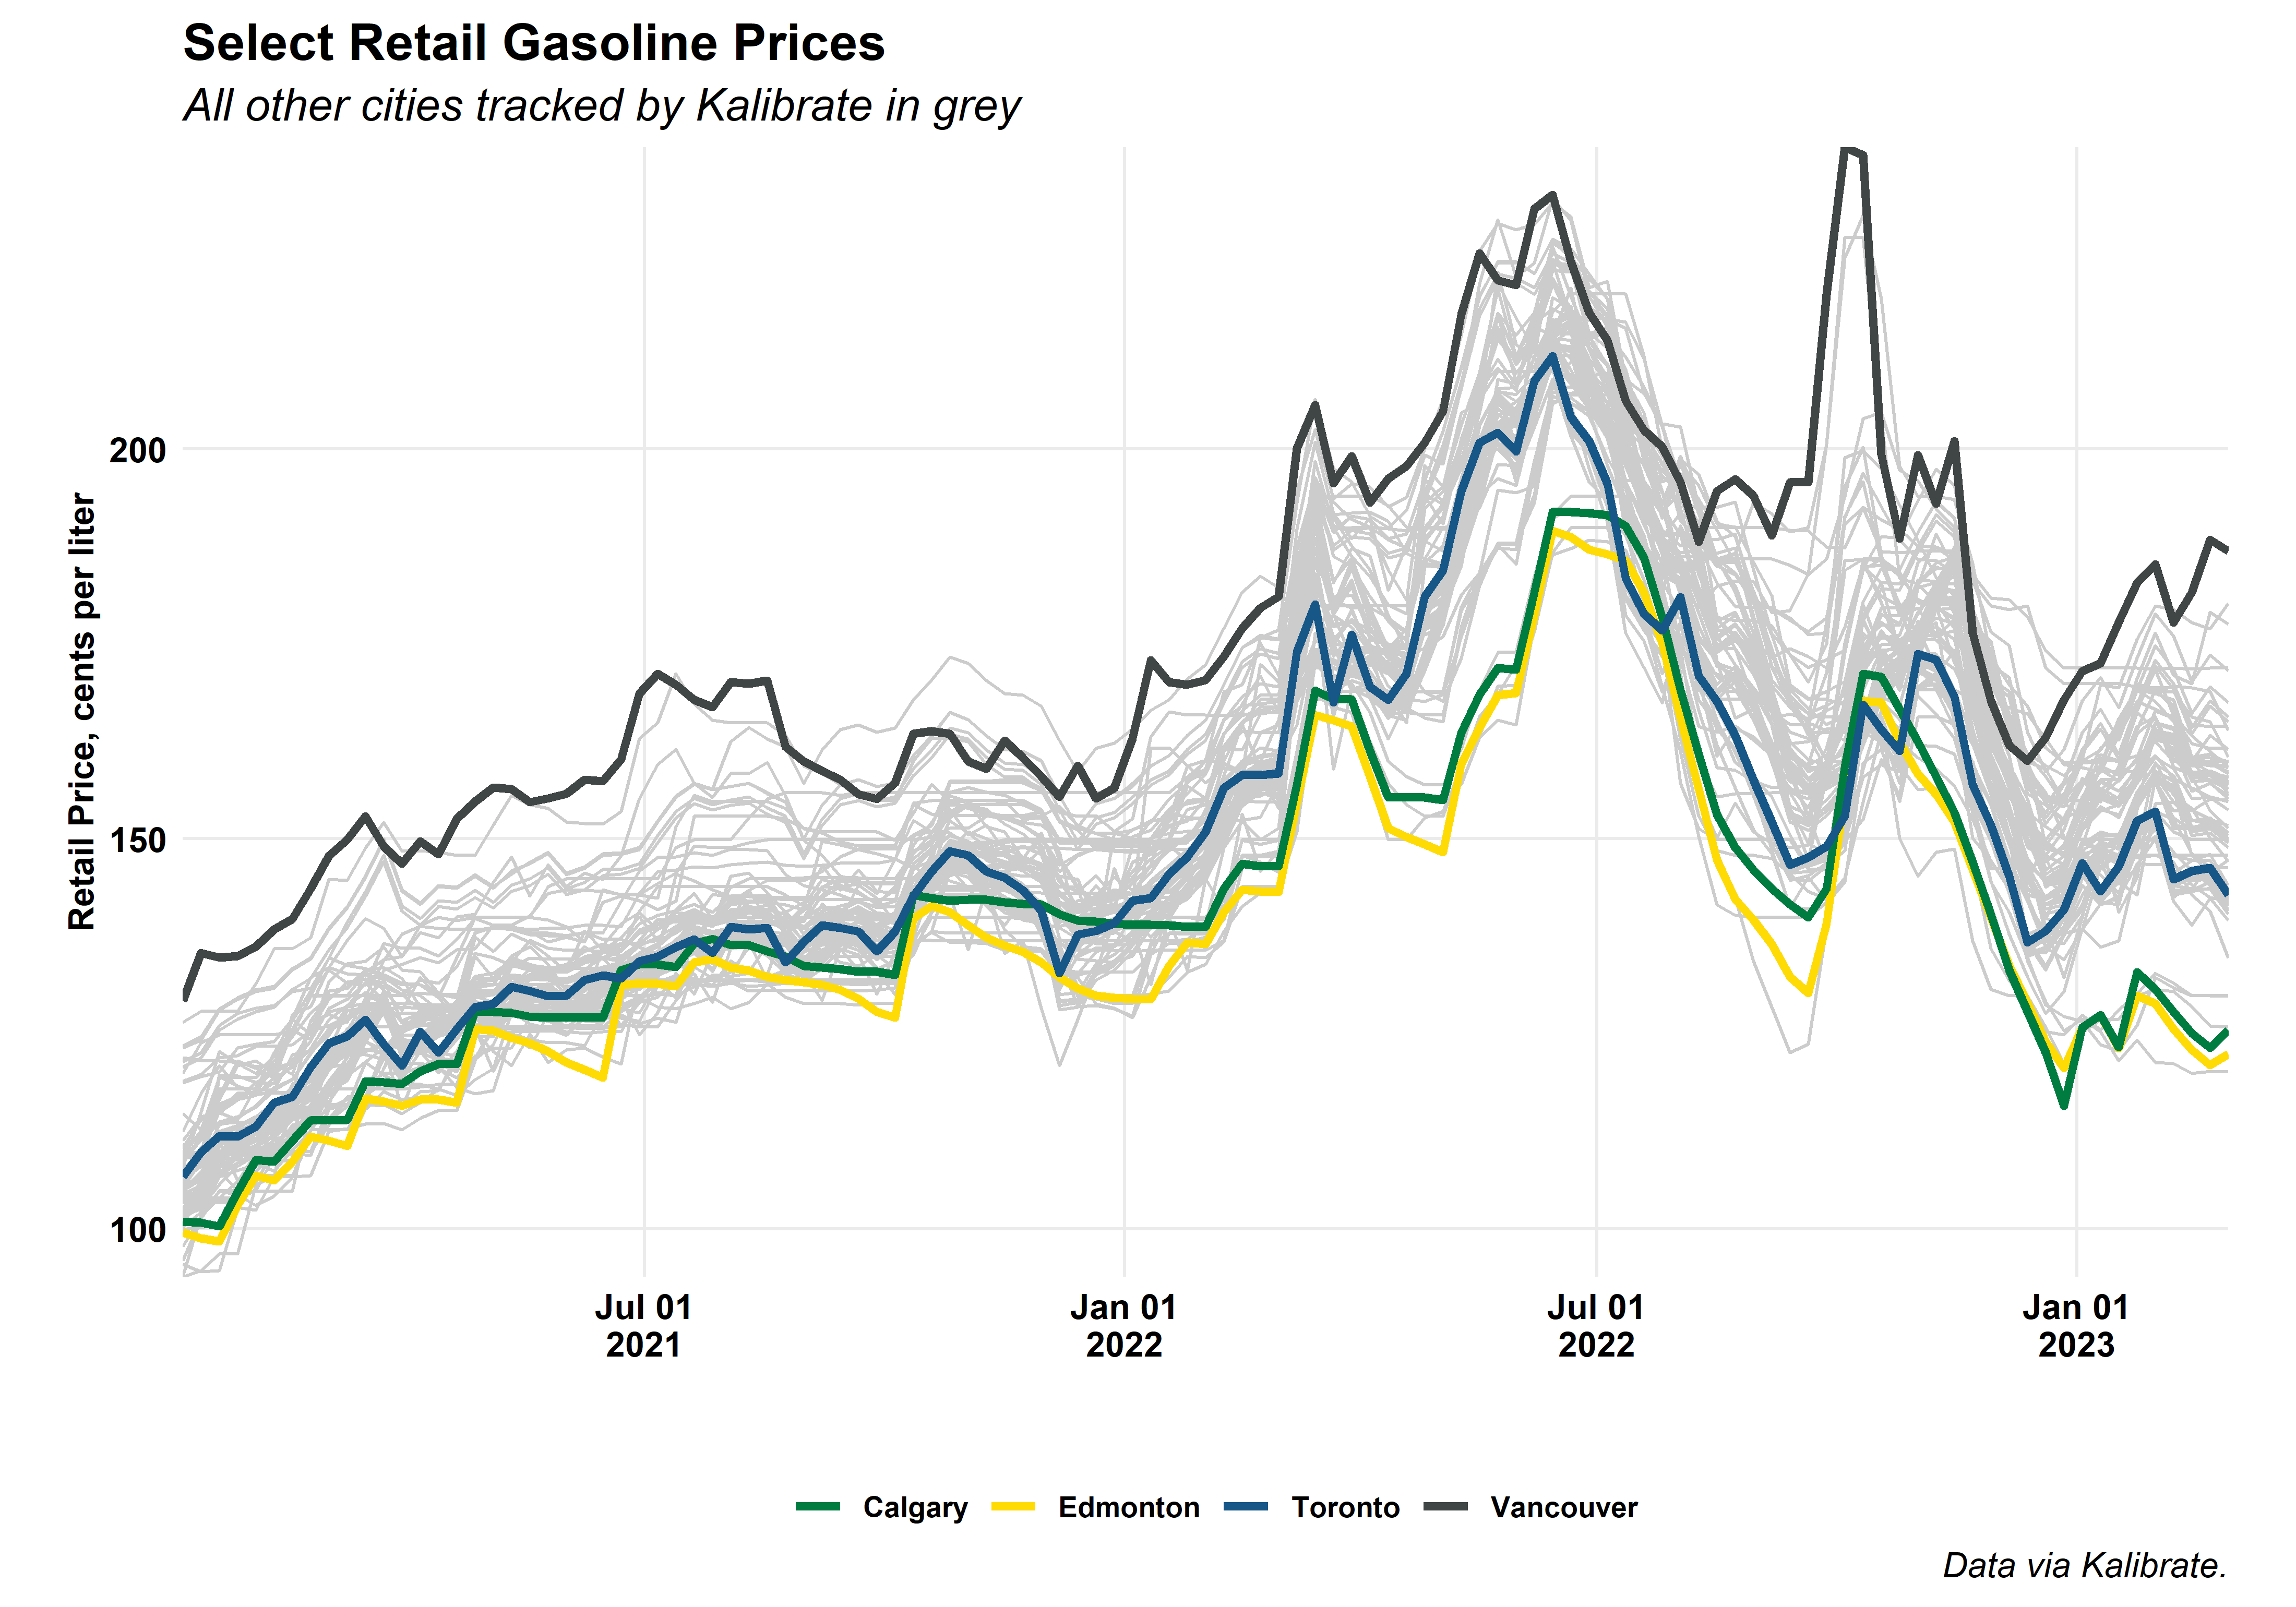 Select Retail Gasoline Prices
All other cities tracked by Kalibrate in grey
Retail Price, cents per liter
200
150
100
Jul 01
2021
Jan 01
2022
Jul 01
2022
Jan 01
2023
Calgary
Edmonton
Toronto
Vancouver
Data via Kalibrate.